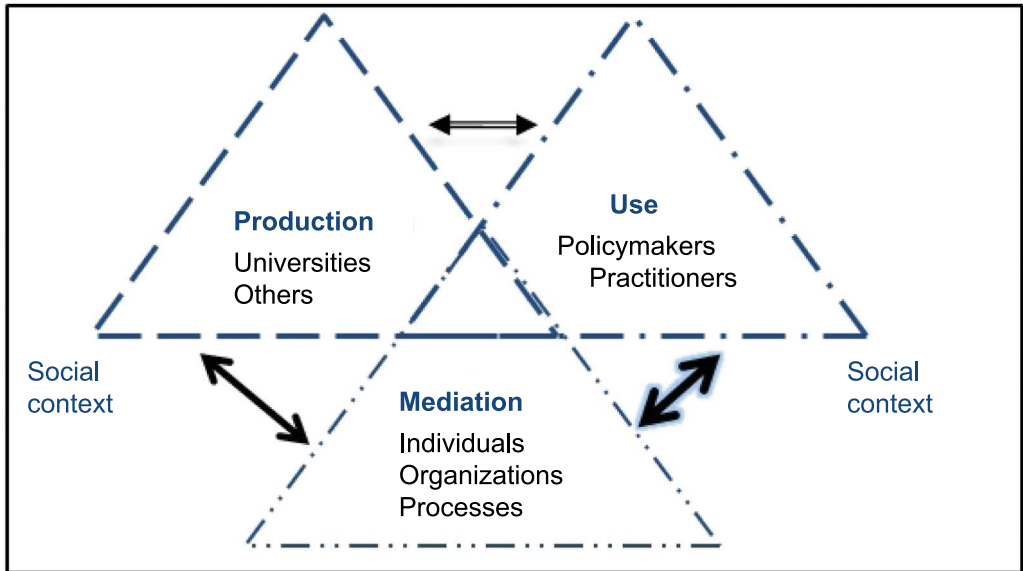 Production
Universities
Others
Use
Policymakers
Practitioners
Social
context
Mediation
Individuals
Organizations
Processes
Social
context